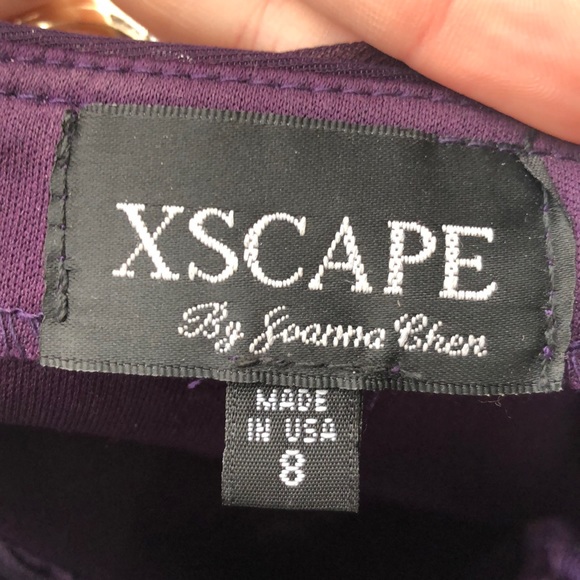 XSCAPE
By Joanna Chen
MADE
IN USA
8